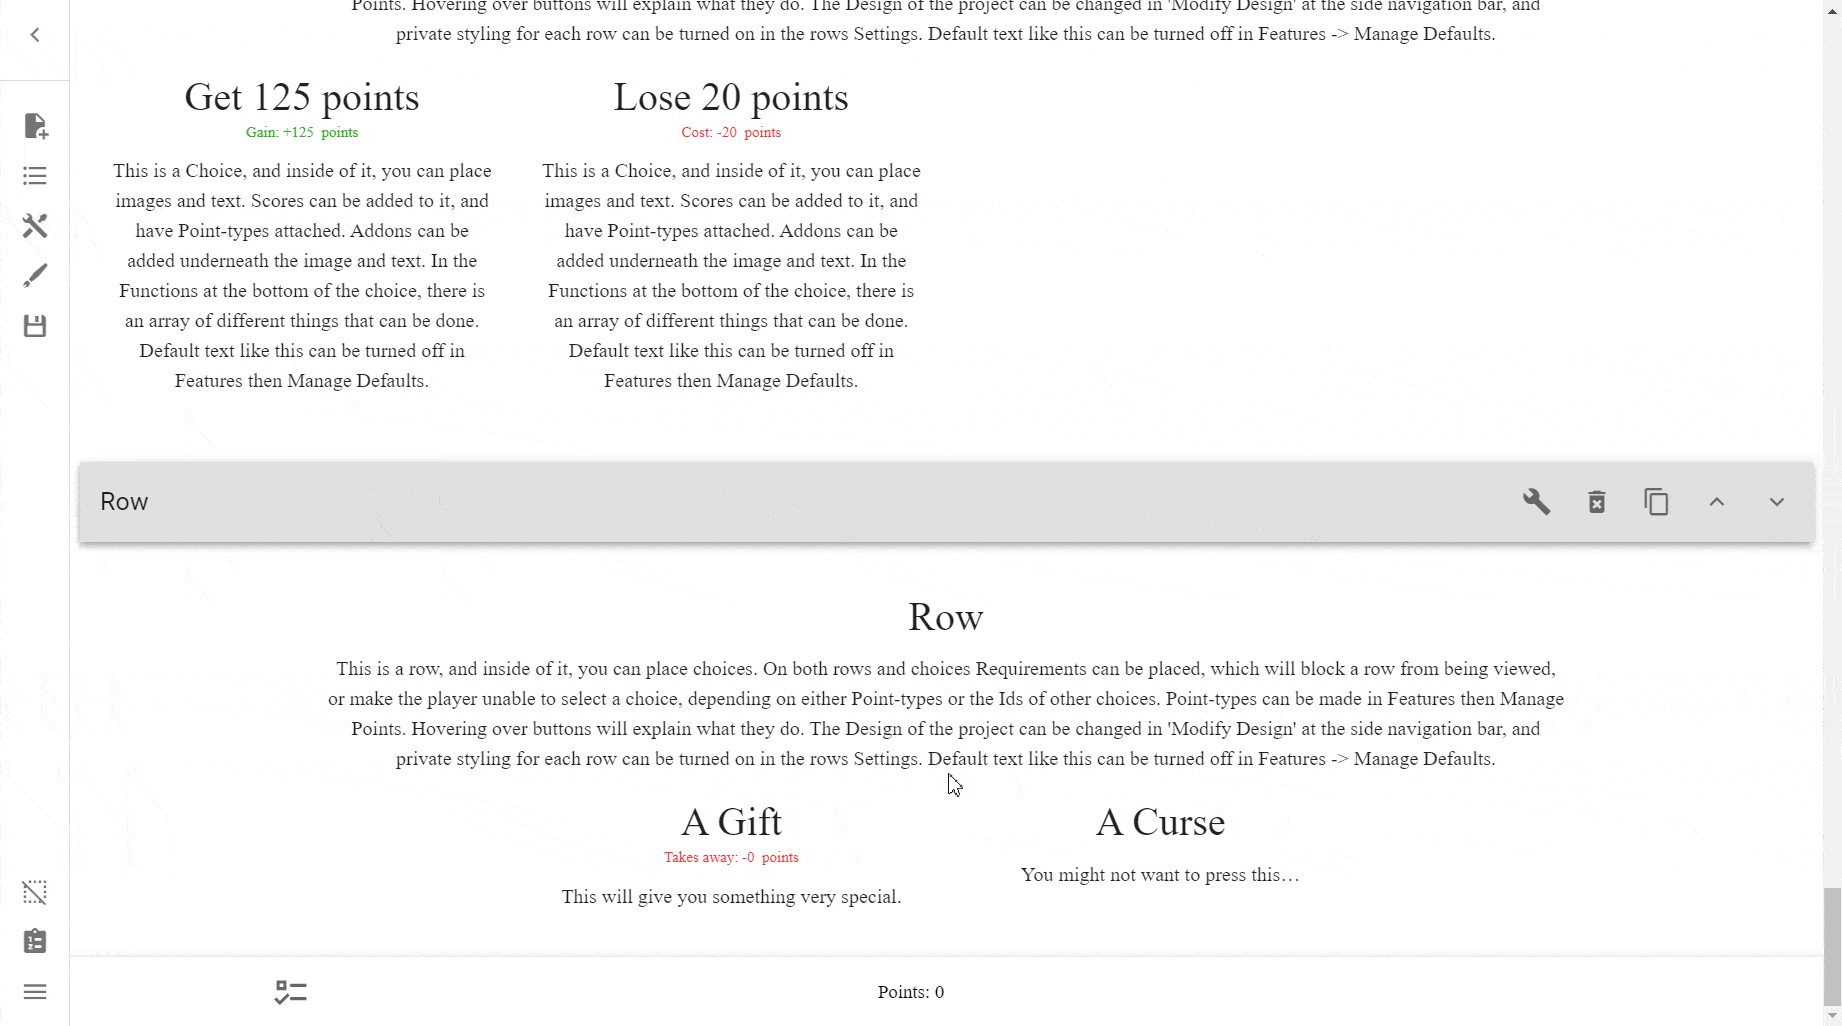 Points. Hovering over buttons will explain what they do. The Design of the project can be changed in 'Modify Design' at the side navigation bar, and
private styling for each row can be turned on in the rows Settings. Default text like this can be turned off in Features -> Manage Defaults.
Get 125 points
Gain: +125 points
This is a Choice, and inside of it, you can place
images and text. Scores can be added to it, and
have Point-types attached. Addons can be
added underneath the image and text. In the
Functions at the bottom of the choice, there is
an array of different things that can be done.
Default text like this can be turned off in
Features then Manage Defaults.
Lose 20 points
Cost: -20 points
This is a Choice, and inside of it, you can place
images and text. Scores can be added to it, and
have Point-types attached. Addons can be
added underneath the image and text. In the
Functions at the bottom of the choice, there is
an array of different things that can be done.
Default text like this can be turned off in
Features then Manage Defaults.
Row
Row
This is a row, and inside of it, you can place choices. On both rows and choices Requirements can be placed, which will block a row from being viewed,
or make the player unable to select a choice, depending on either Point-types or the Ids of other choices. Point-types can be made in Features then Manage
Points. Hovering over buttons will explain what they do. The Design of the project can be changed in 'Modify Design' at the side navigation bar, and
private styling for each row can be turned on in the rows Settings. Default text like this can be turned off in Features -> Manage Defaults.
A Gift
Takes away: -0 points
This will give you something very special.
A Curse
You might not want to press this…
Points: 0